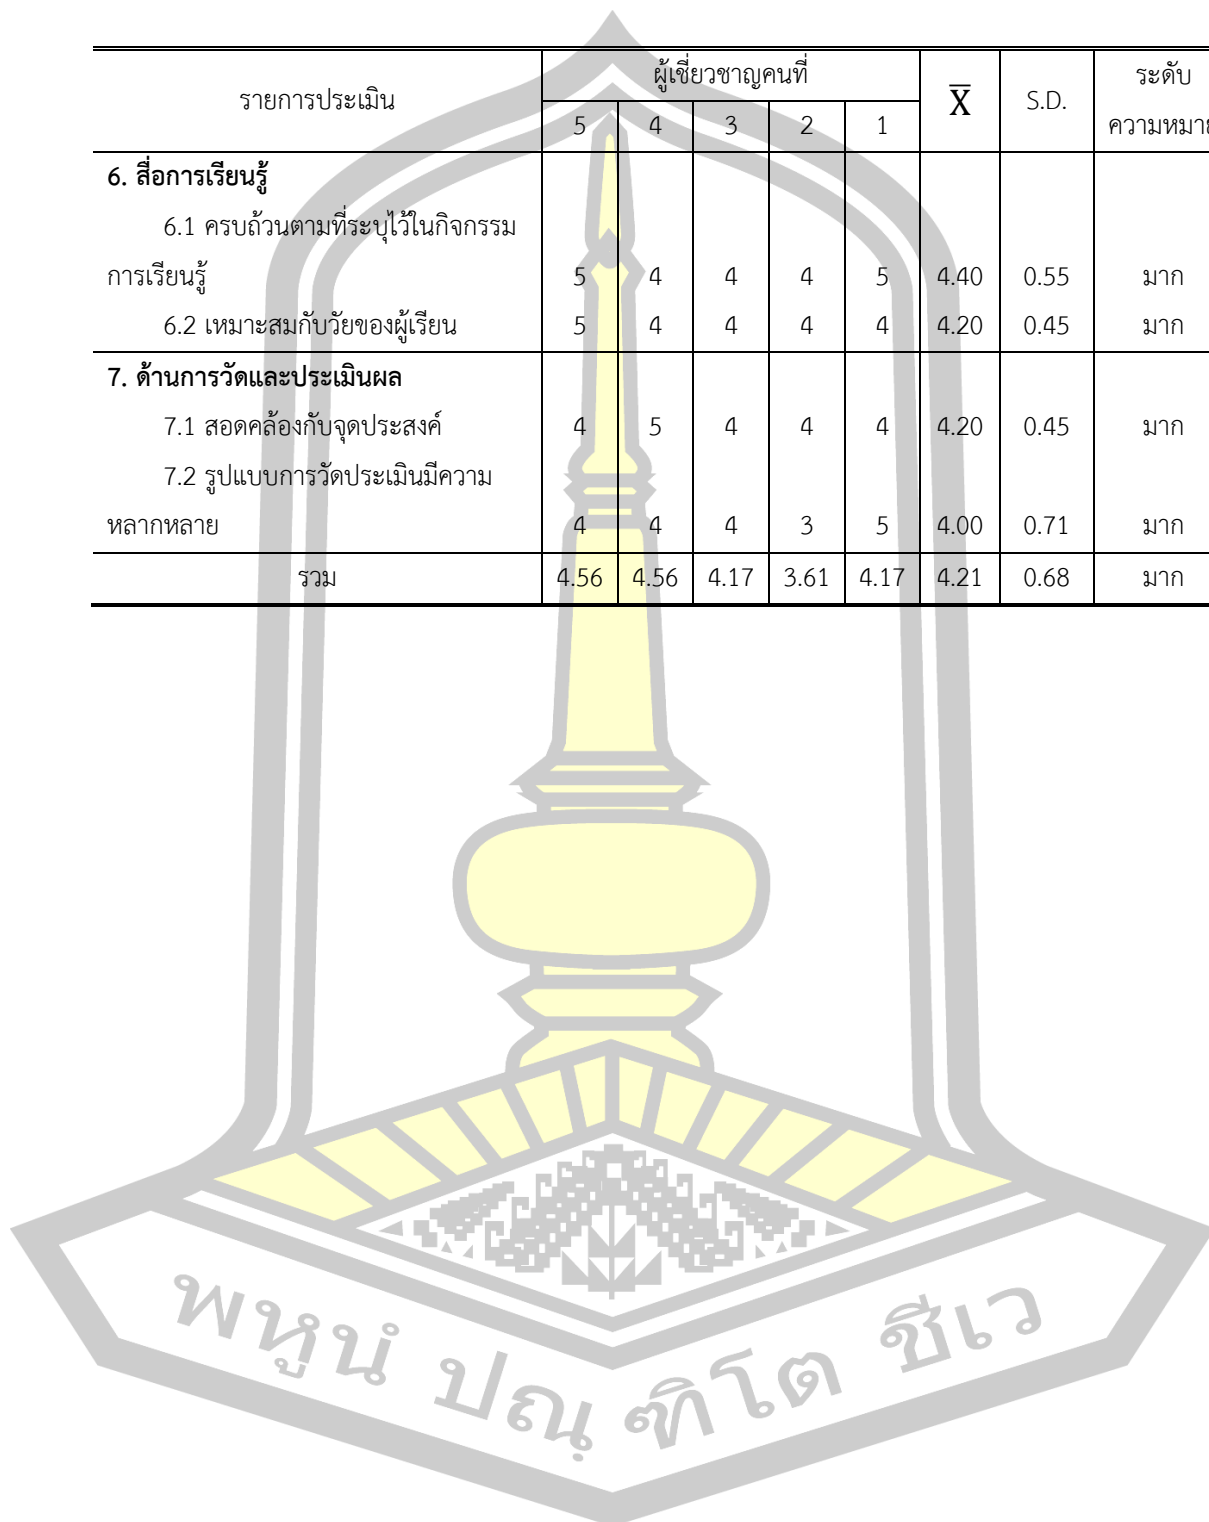 รายการประเมิน ผู้เชี่ยวชาญคนที่ X̅ S.D. ระดับ
5 4 3 2 1 ความหมาย
6. สื่อการเรียนรู้
6.1 ครบถ้วนตามที่ระบุไว้ในกิจกรรม
การเรียนรู้ 5 4 4 4 5 4.40 0.55 มาก
6.2 เหมาะสมกับวัยของผู้เรียน 5 4 4 4 4 4.20 0.45 มาก
7. ด้านการวัดและประเมินผล
7.1 สอดคล้องกับจุดประสงค์ 4 5 4 4 4 4.20 0.45 มาก
7.2 รูปแบบการวัดประเมินมีความ
หลากหลาย 4 4 4 3 5 4.00 0.71 มาก
รวม 4.56 4.56 4.17 3.61 4.17 4.21 0.68 มาก
พหูนํ ปณฺ ฑิโต ชีเว